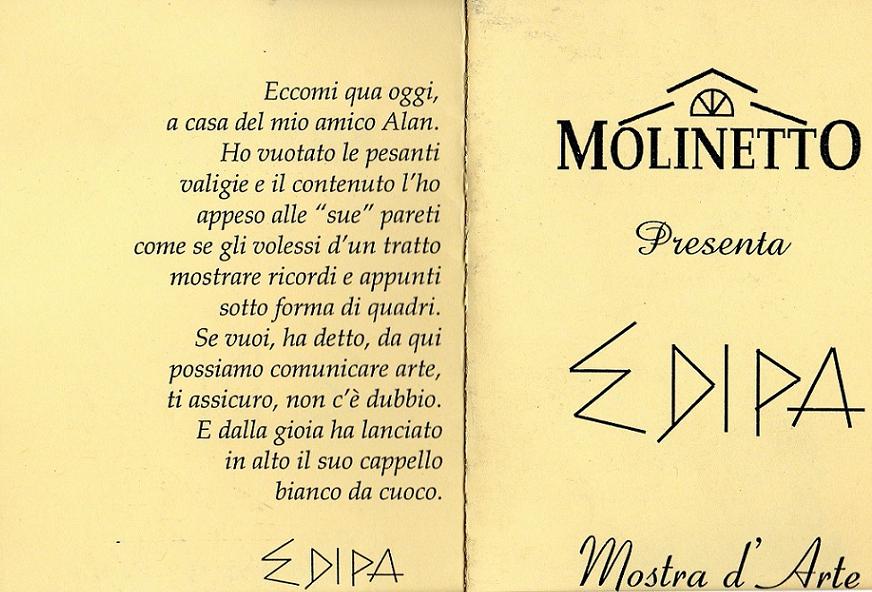 Eccomi qua oggi,
a casa del mio amico Alan.
Ho vuotato le pesanti
valigie e il contenuto l'ho
appeso alle “sue” pareti
come se gli volessi d'un tratto
mostrare ricordi e appunti
sotto forma di quadri.
Se vuoi, ha detto, da qui
possiamo comunicare arte,
ti assicuro, non c'è dubbio.
E dalla gioia ha lanciato
in alto il suo cappello
bianco da cuoco.
EDIPA
MOLINETTO
Presenta
EDIPA
Mostra d' Arte